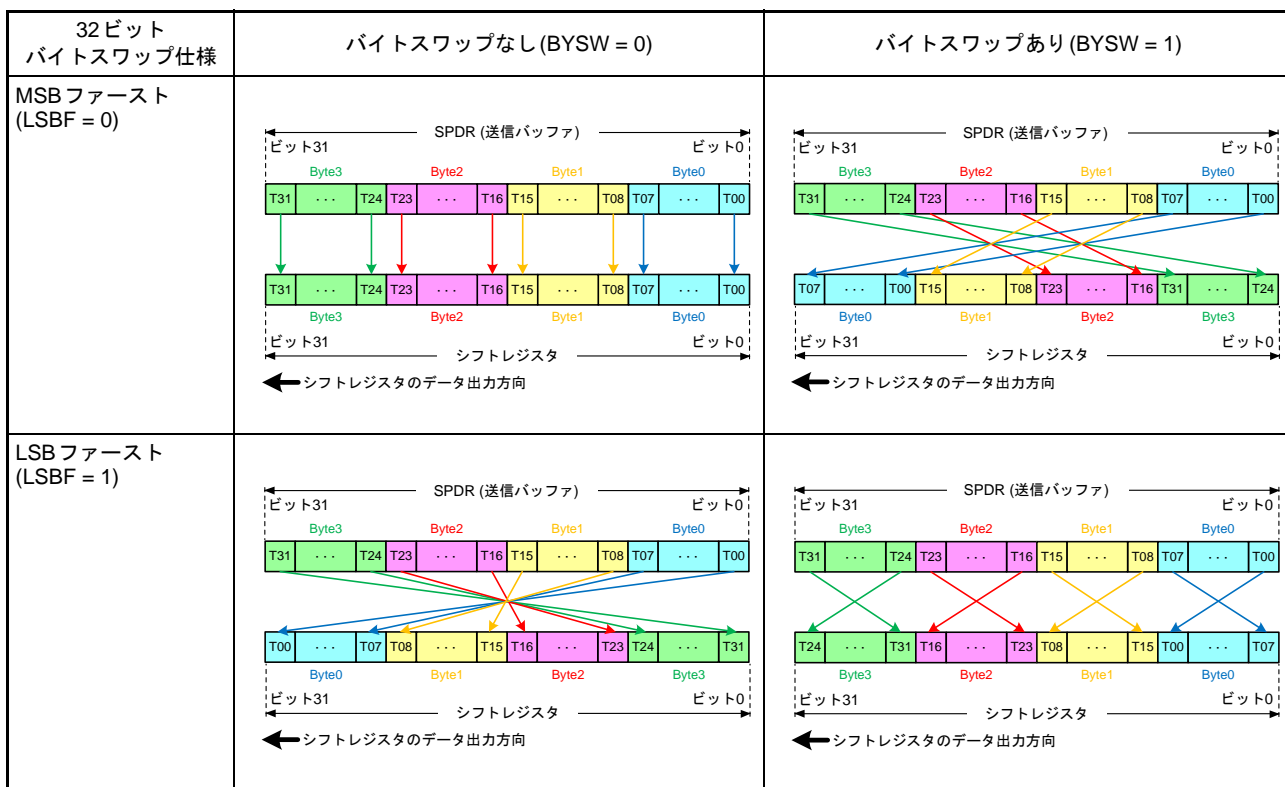 32ビット
バイトスワップ仕様
バイトスワップなし(BYSW = 0)
バイトスワップあり(BYSW = 1)
MSBファースト
(LSBF = 0)
SPDR (送信バッファ)
ビット31 ビット0
Byte3 Byte2 Byte1 Byte0
T31 ··· T24 T23 ··· T16 T15 ··· T08 T07 ··· T00
T31 ··· T24 T23 ··· T16 T15 ··· T08 T07 ··· T00
Byte3 Byte2 Byte1 Byte0
ビット31 ビット0
シフトレジスタ
シフトレジスタのデータ出力方向
SPDR (送信バッファ)
ビット31 ビット0
Byte3 Byte2 Byte1 Byte0
T31 ··· T24 T23 ··· T16 T15 ··· T08 T07 ··· T00
T07 ··· T00 T15 ··· T08 T23 ··· T16 T31 ··· T24
Byte0 Byte1 Byte2 Byte3
ビット31 ビット0
シフトレジスタ
シフトレジスタのデータ出力方向
LSBファースト
(LSBF = 1)
SPDR (送信バッファ)
ビット31 ビット0
Byte3 Byte2 Byte1 Byte0
T31 ··· T24 T23 ··· T16 T15 ··· T08 T07 ··· T00
T00 ··· T07 T08 ··· T15 T16 ··· T23 T24 ··· T31
Byte0 Byte1 Byte2 Byte3
ビット31 ビット0
シフトレジスタ
シフトレジスタのデータ出力方向
SPDR (送信バッファ)
ビット31 ビット0
Byte3 Byte2 Byte1 Byte0
T31 ··· T24 T23 ··· T16 T15 ··· T08 T07 ··· T00
T24 ··· T31 T16 ··· T23 T08 ··· T15 T00 ··· T07
Byte3 Byte2 Byte1 Byte0
ビット31 ビット0
シフトレジスタ
シフトレジスタのデータ出力方向